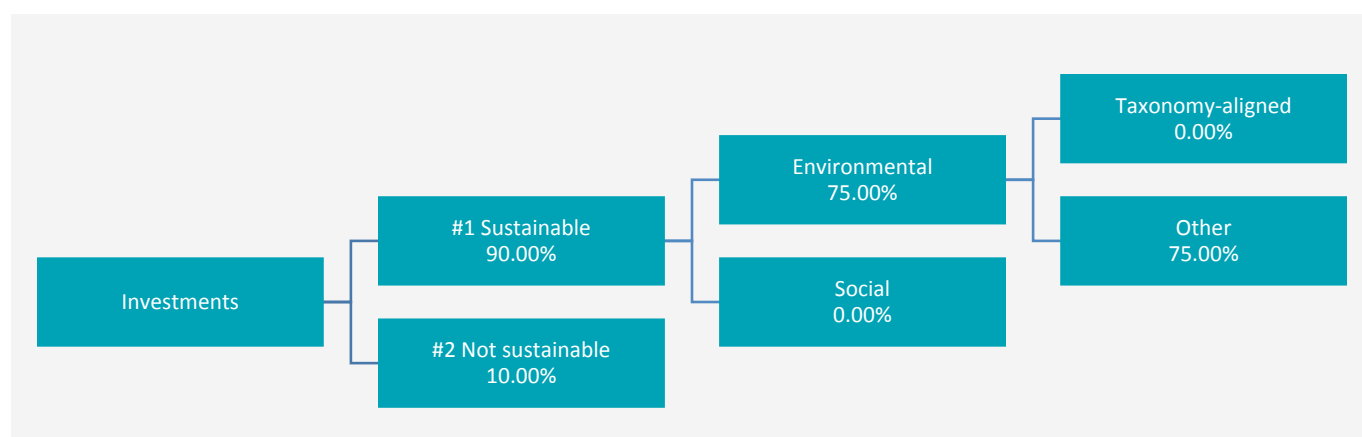 Investments
#1 Sustainable
90.00%
#2 Not sustainable
10.00%
Environmental
75.00%
Social
0.00%
Taxonomy-aligned
0.00%
Other
75.00%